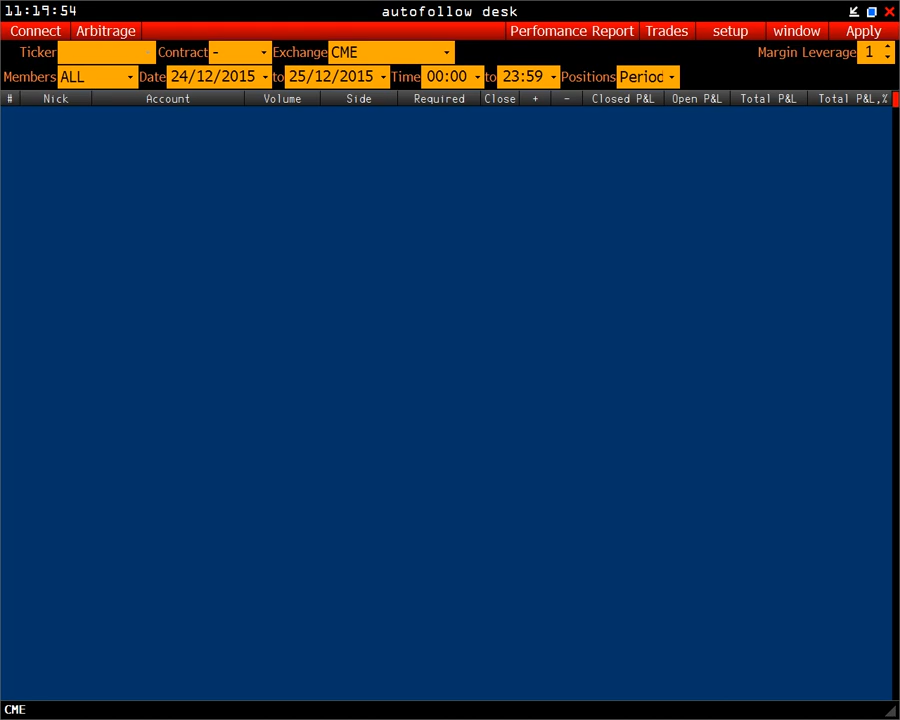 11:19:54 autofollow desk
Connect Arbitrage Perfomance Report Trades setup window Apply
Ticker Contract - Exchange CME Margin Leverage 1
Members ALL Date 24/12/2015 to 25/12/2015 Time 00:00 to 23:59 Positions Period
# Nick Account Volume Side Required Close + - Closed P&L Open P&L Total P&L Total P&L,%
CME